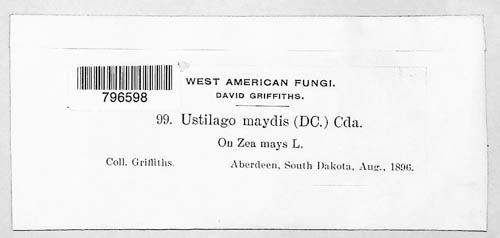 WEST AMERICAN FUNGI.
DAVID GRIFFITHS.
796598
99. Ustilago maydis (DC.) Cda.
On Zea mays L.
Coll. Griffiths. Aberdeen, South Dakota, Aug., 1896.